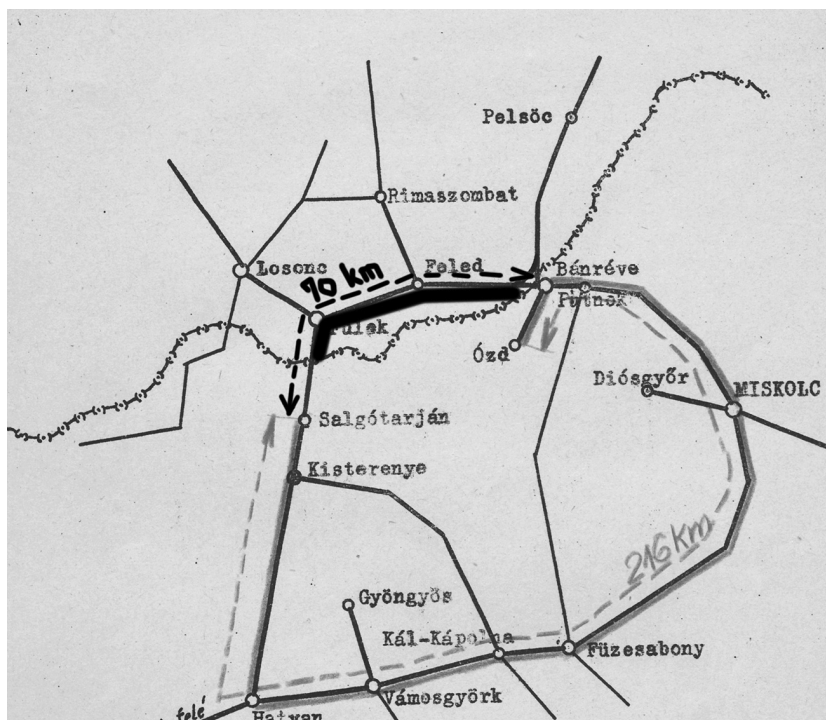 Pelsöc
Rimaszombat
Losonc
70 km
Feled
Bánréve
Putnok
Fülek
Ózd
Diósgyőr
MISKOLC
Salgótarján
Kisterenye
216 km
Gyöngyös
Kál-Kápolna
Füzesabony
Vámosgyörk
felé
Hatvan